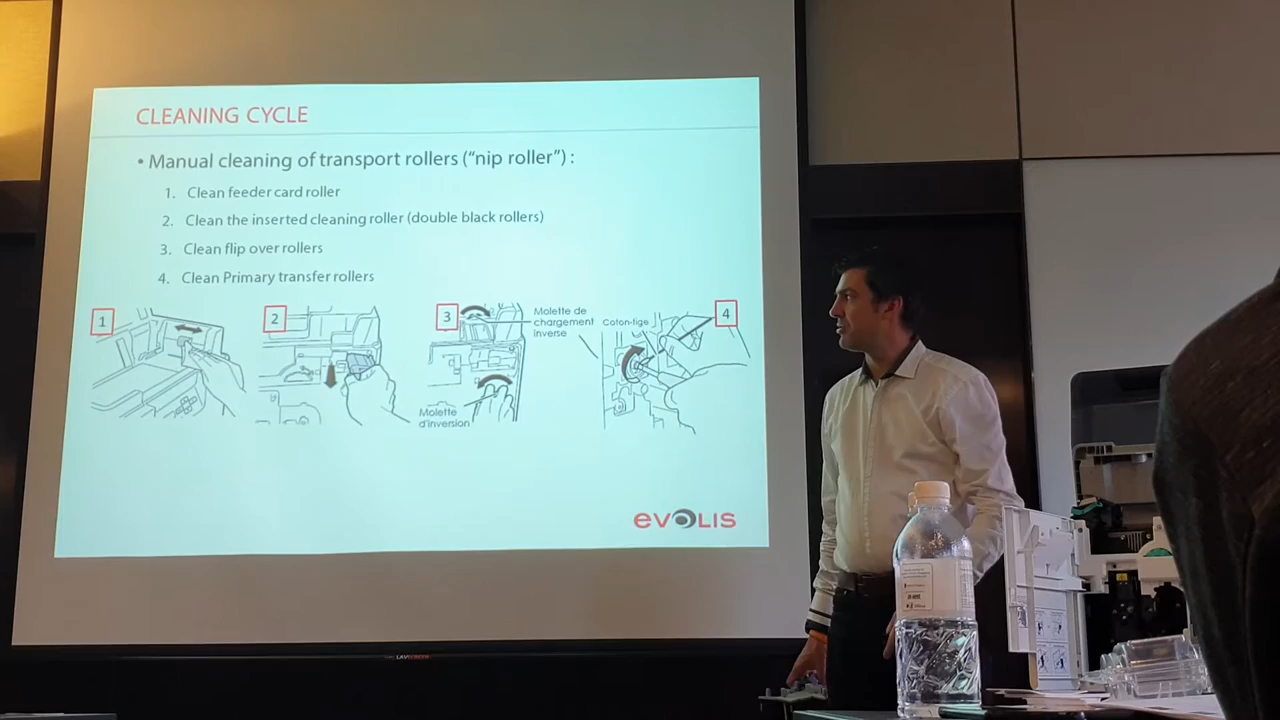 CLEANING CYCLE
• Manual cleaning of transport rollers ("nip roller") :
1. Clean feeder card roller
2. Clean the inserted cleaning roller (double black rollers)
3. Clean flip over rollers
4. Clean Primary transfer rollers
1
2
3
Molette de
chargement
inverse
Coton-tige
4
Molette
d'inversion
evOLIS